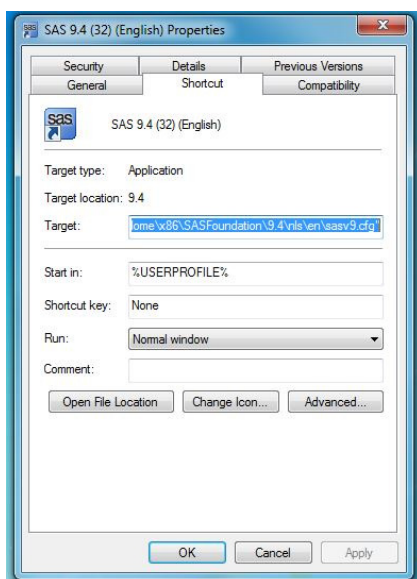 SAS 9.4 (32) (English) Properties
Security Details Previous Versions
General Shortcut Compatibility
sas
SAS 9.4 (32) (English)
Target type: Application
Target location: 9.4
Target: ome\x86\SASFoundation\9.4\nls\en\sasv9.cfg"
Start in: %USERPROFILE%
Shortcut key: None
Run: Normal window
Comment:
Open File Location Change Icon... Advanced...
OK Cancel Apply